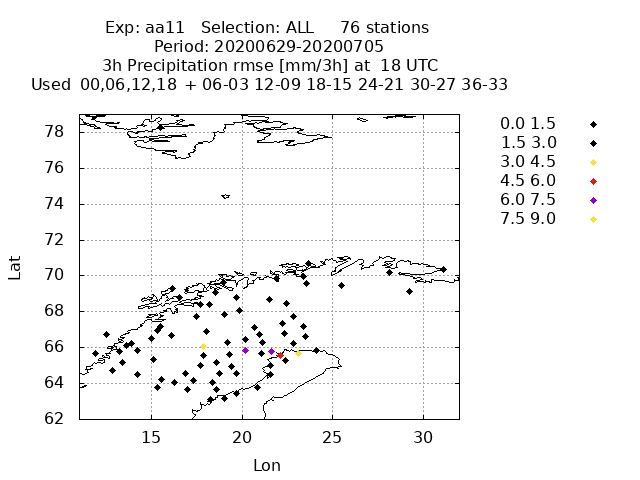 Exp: aa11 Selection: ALL 76 stations
Period: 20200629-20200705
3h Precipitation rmse [mm/3h] at 18 UTC
Used 00,06,12,18 + 06-03 12-09 18-15 24-21 30-27 36-33
0.0 1.5
1.5 3.0
3.0 4.5
4.5 6.0
6.0 7.5
7.5 9.0
Lat
78
76
74
72
70
68
66
64
62
15 20 25 30
Lon